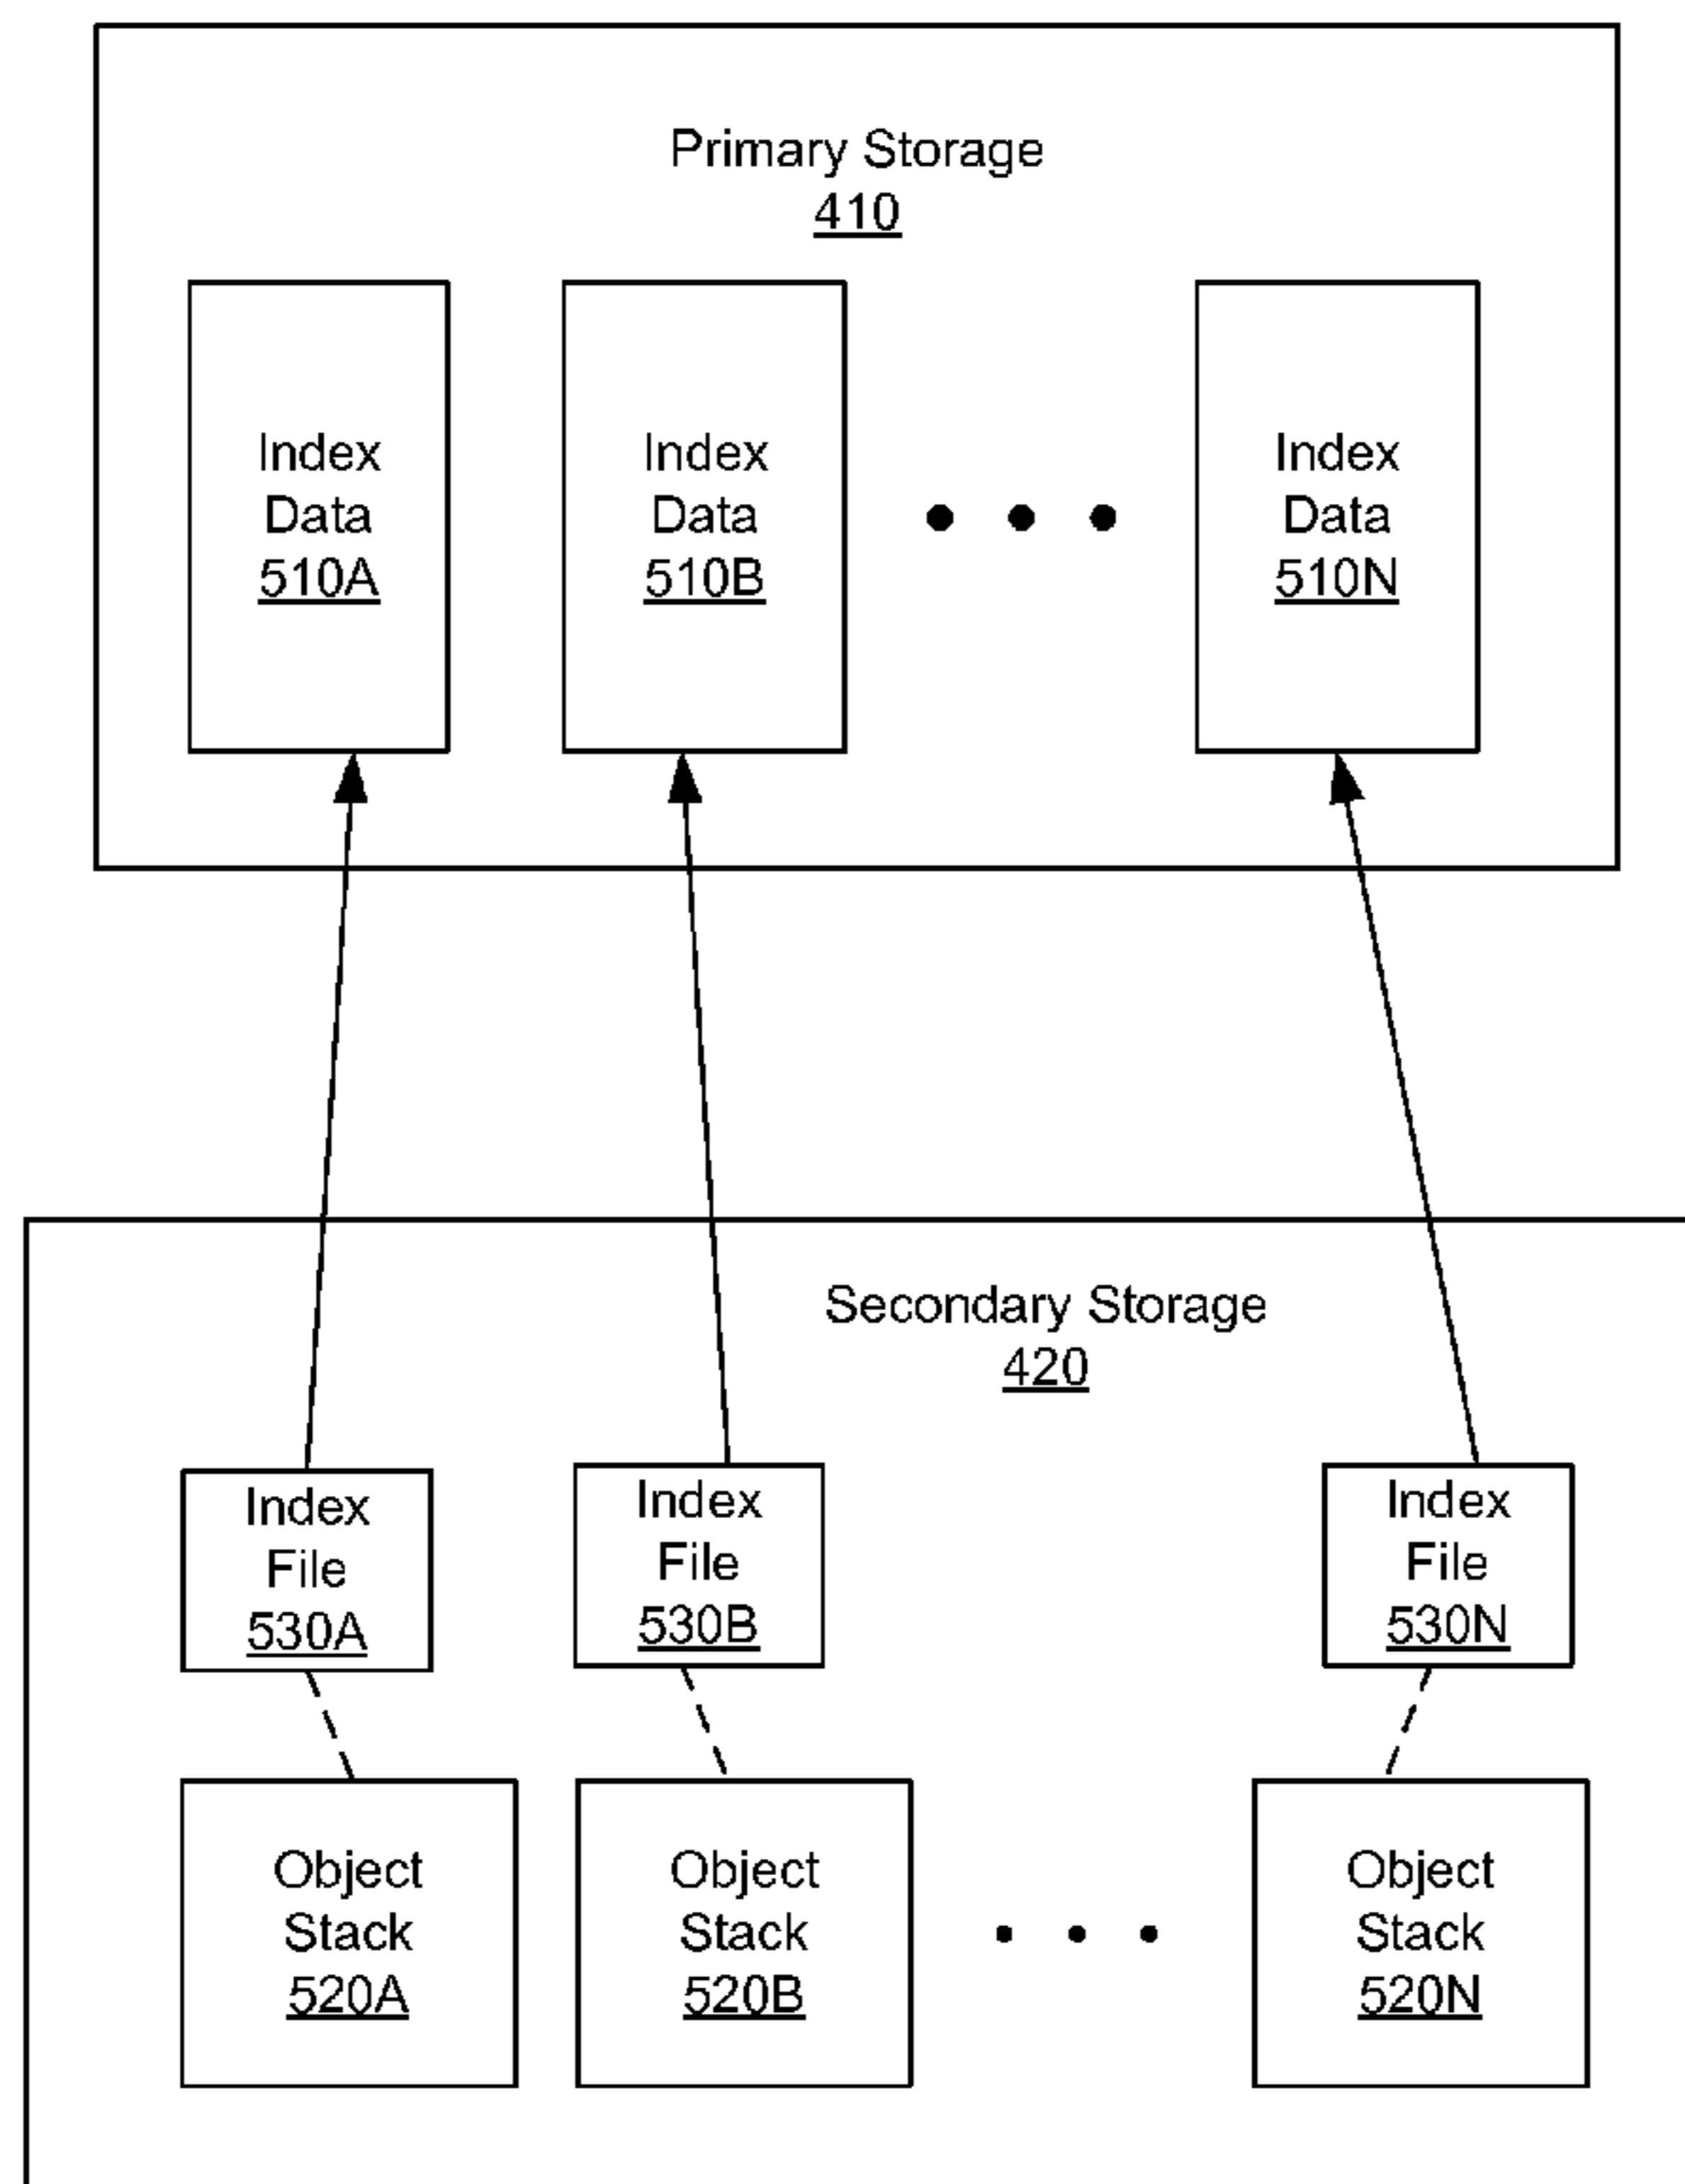 Primary Storage
410
Index
Data
510A
Index
Data
510B
Index
Data
510N
Secondary Storage
420
Index
File
530A
Index
File
530B
Index
File
530N
Object
Stack
520A
Object
Stack
520B
Object
Stack
520N